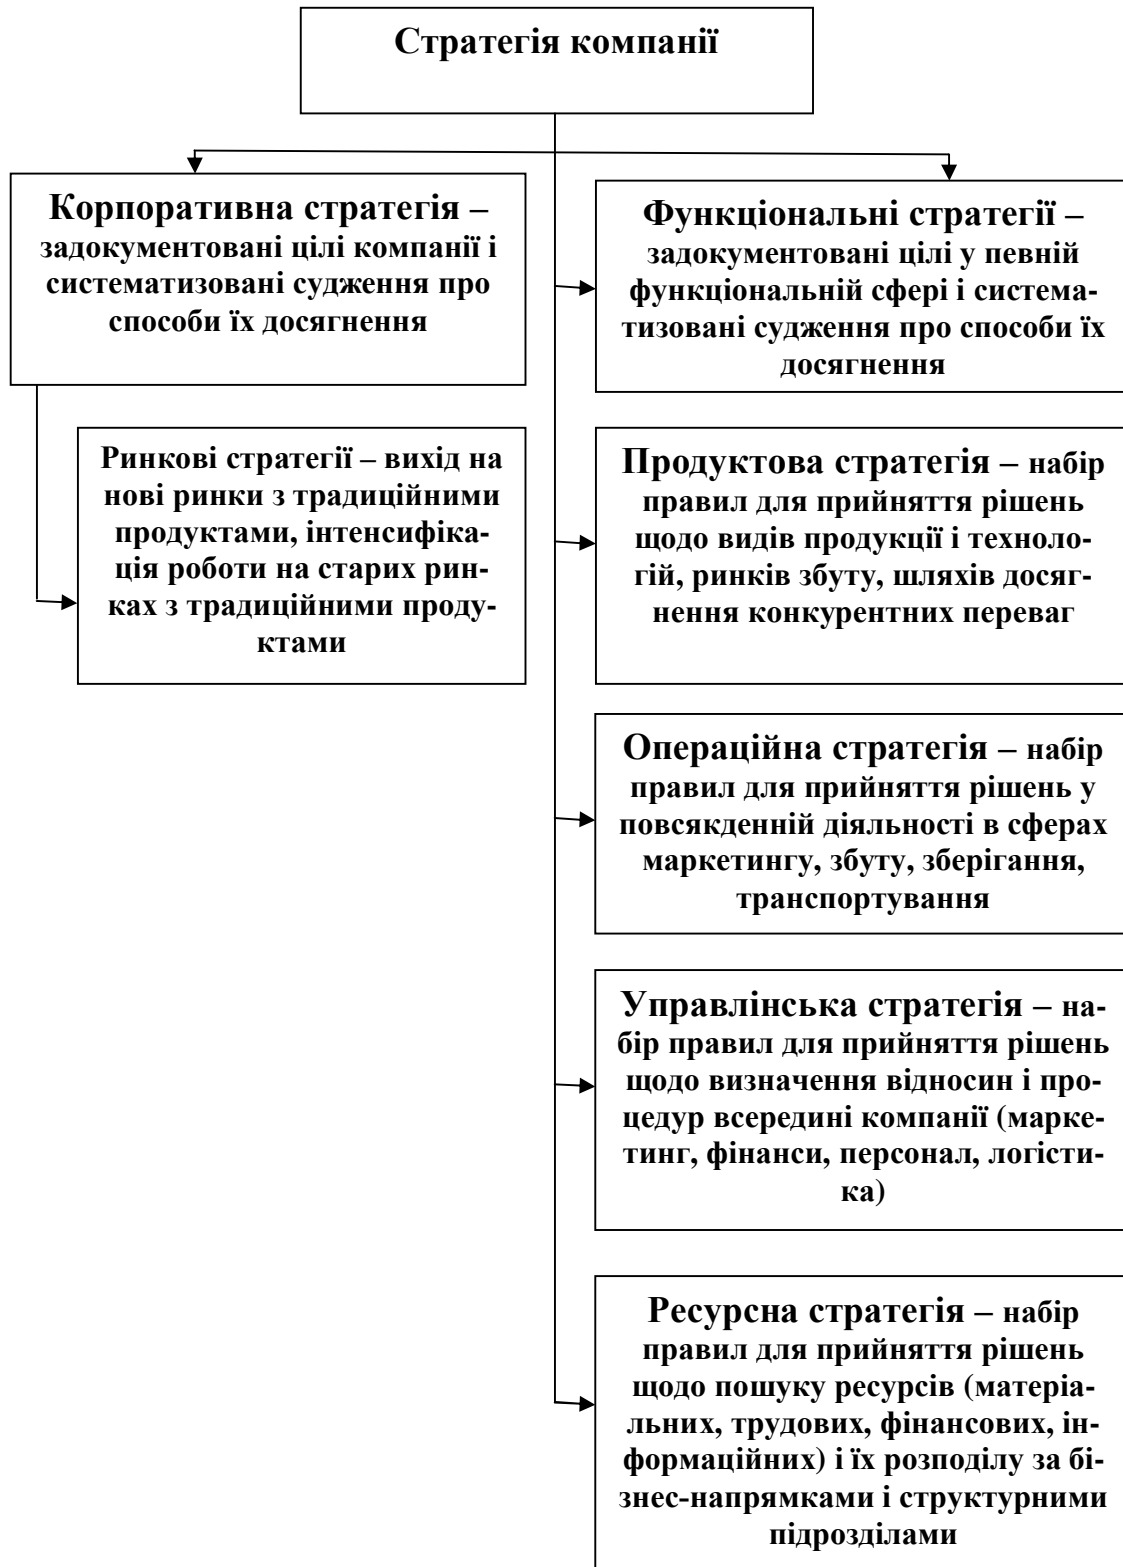 Стратегія компанії
Корпоративна стратегія –
задокументовані цілі компанії і
систематизовані судження про
способи їх досягнення
Функціональні стратегії –
задокументовані цілі у певній
функціональній сфері і система-
тизовані судження про способи їх
досягнення
Ринкові стратегії – вихід на
нові ринки з традиційними
продуктами, інтенсифіка-
ція роботи на старих рин-
ках з традиційними проду-
ктами
Продуктова стратегія – набір
правил для прийняття рішень
щодо видів продукції і техноло-
гій, ринків збуту, шляхів досяг-
нення конкурентних переваг
Операційна стратегія – набір
правил для прийняття рішень у
повсякденній діяльності в сферах
маркетингу, збуту, зберігання,
транспортування
Управлінська стратегія – на-
бір правил для прийняття рішень
щодо визначення відносин і про-
цедур всередині компанії (марке-
тинг, фінанси, персонал, логісти-
ка)
Ресурсна стратегія – набір
правил для прийняття рішень
щодо пошуку ресурсів (матеріа-
льних, трудових, фінансових, ін-
формаційних) і їх розподілу за бі-
знес-напрямками і структурними
підрозділами